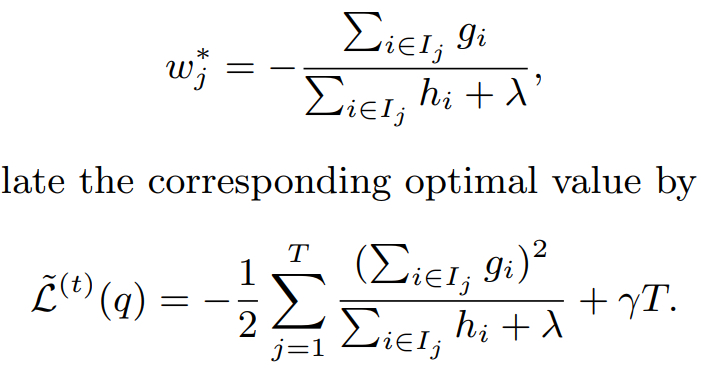 w_j^* = -\frac{\sum_{i \in I_j} g_i}{\sum_{i \in I_j} h_i + \lambda},
late the corresponding optimal value by
\tilde{\mathcal{L}}^{(t)}(q) = -\frac{1}{2} \sum_{j=1}^{T} \frac{(\sum_{i \in I_j} g_i)^2}{\sum_{i \in I_j} h_i + \lambda} + \gamma T.